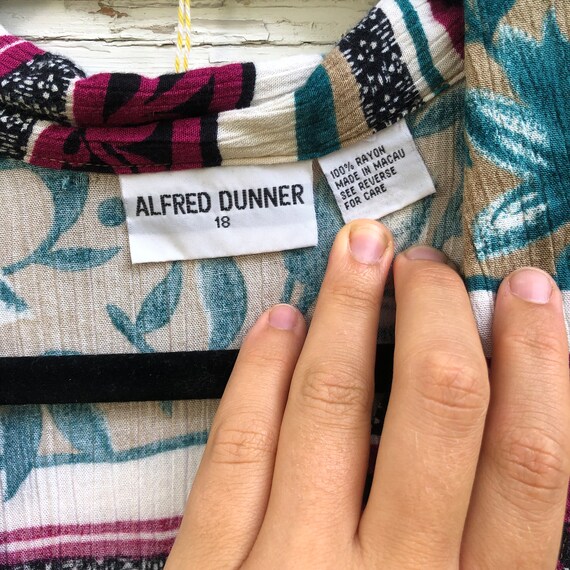 ALFRED DUNNER
18
100% RAYON
MADE IN MACAU
SEE REVERSE
FOR CARE